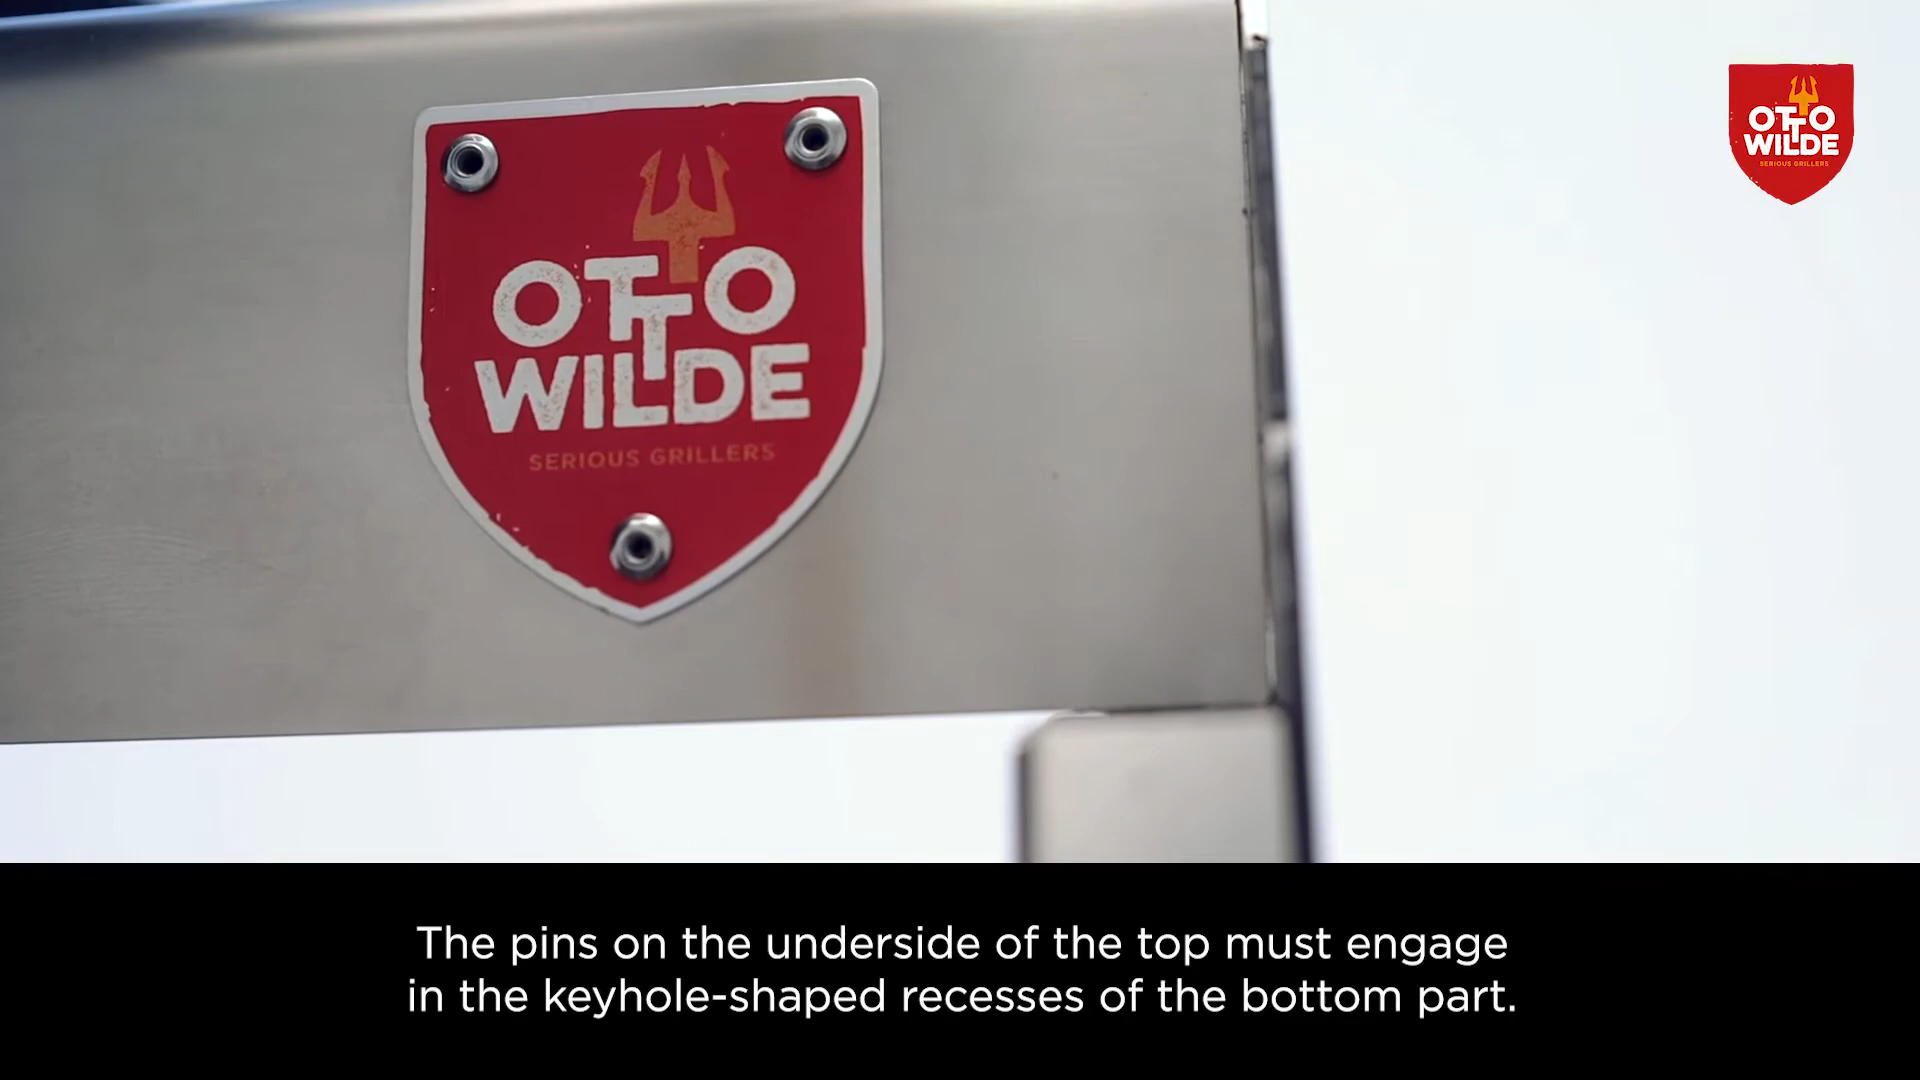 OTTO
WILDE
SERIOUS GRILLERS
OTTO
WILDE
SERIOUS GRILLERS
The pins on the underside of the top must engage
in the keyhole-shaped recesses of the bottom part.